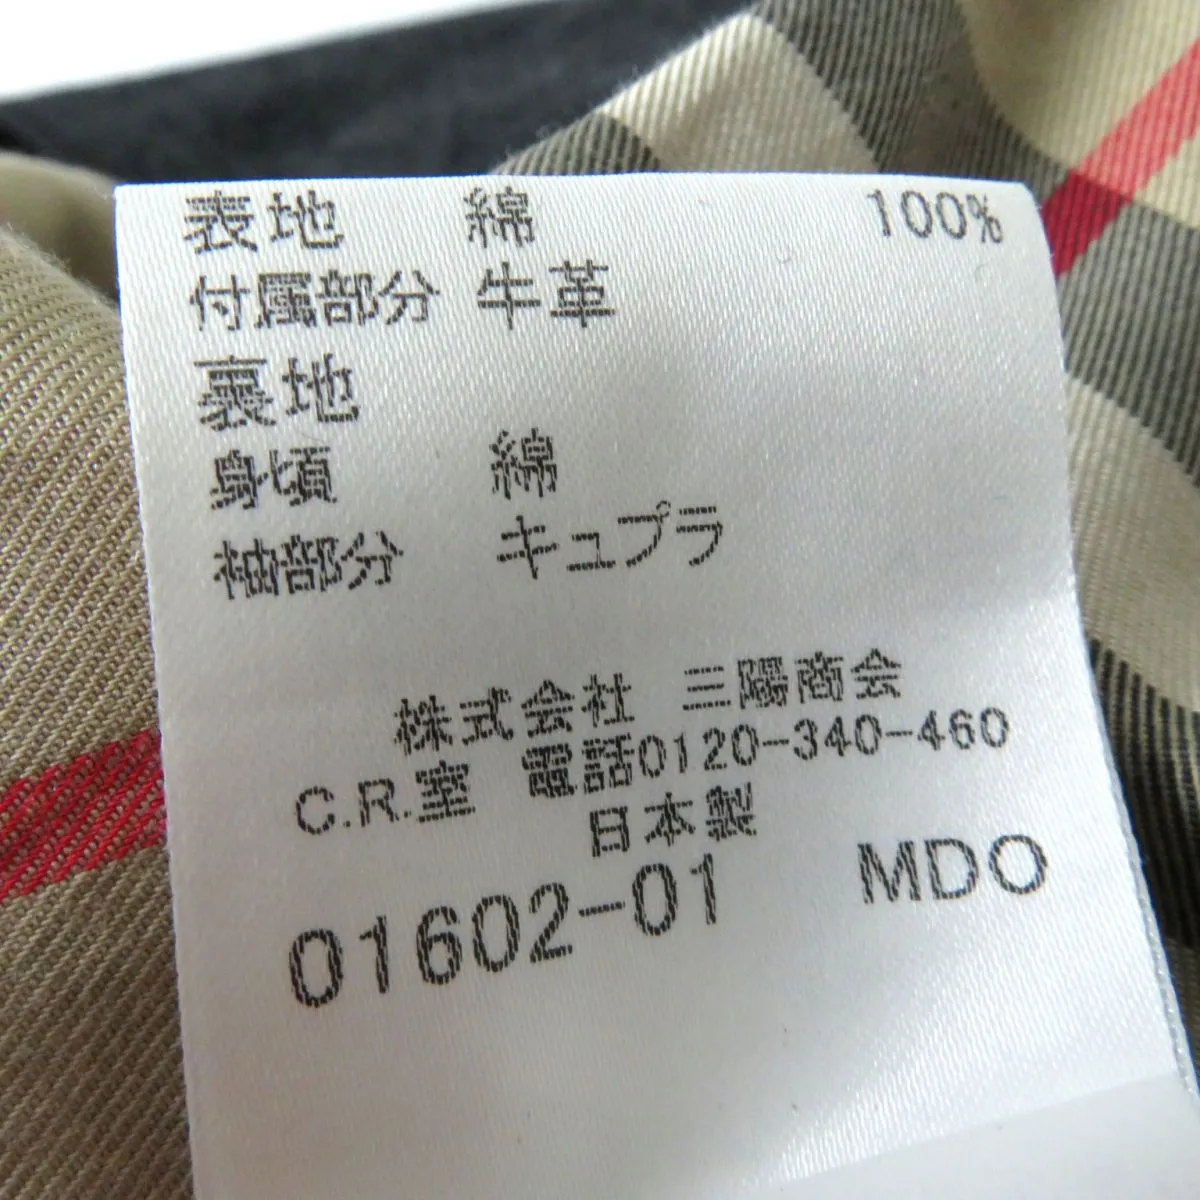 表地 綿 100%
付属部分 牛革
裏地
身頃 綿
袖部分 キュプラ
株式会社 三陽商会
C.R.室 電話0120-340-460
日本製
01602-01 MDO